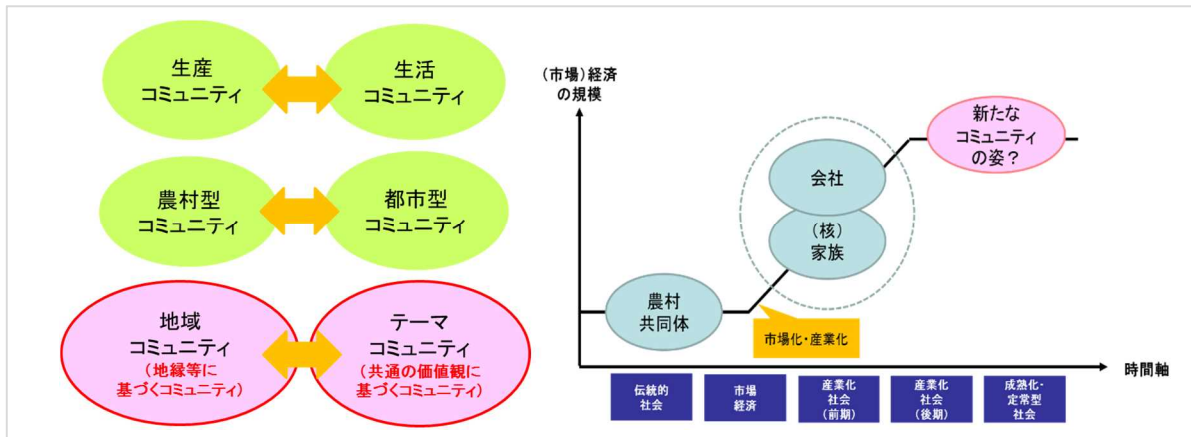 生産
コミュニティ
生活
コミュニティ
農村型
コミュニティ
都市型
コミュニティ
地域
コミュニティ
(地縁等に
基づくコミュニティ)
テーマ
コミュニティ
(共通の価値観に
基づくコミュニティ)
(市場)経済
の規模
新たな
コミュニティ
の姿?
会社
(核)
家族
農村
共同体
市場化・産業化
時間軸
伝統的
社会
市場
経済
産業化
社会
(前期)
産業化
社会
(後期)
成熟化・
定常型
社会